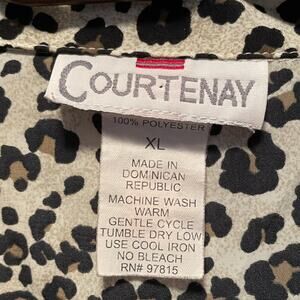 COURTENAY
100% POLYESTER
XL
MADE IN
DOMINICAN
REPUBLIC
MACHINE WASH
WARM
GENTLE CYCLE
TUMBLE DRY LOW
USE COOL IRON
NO BLEACH
RN# 97815